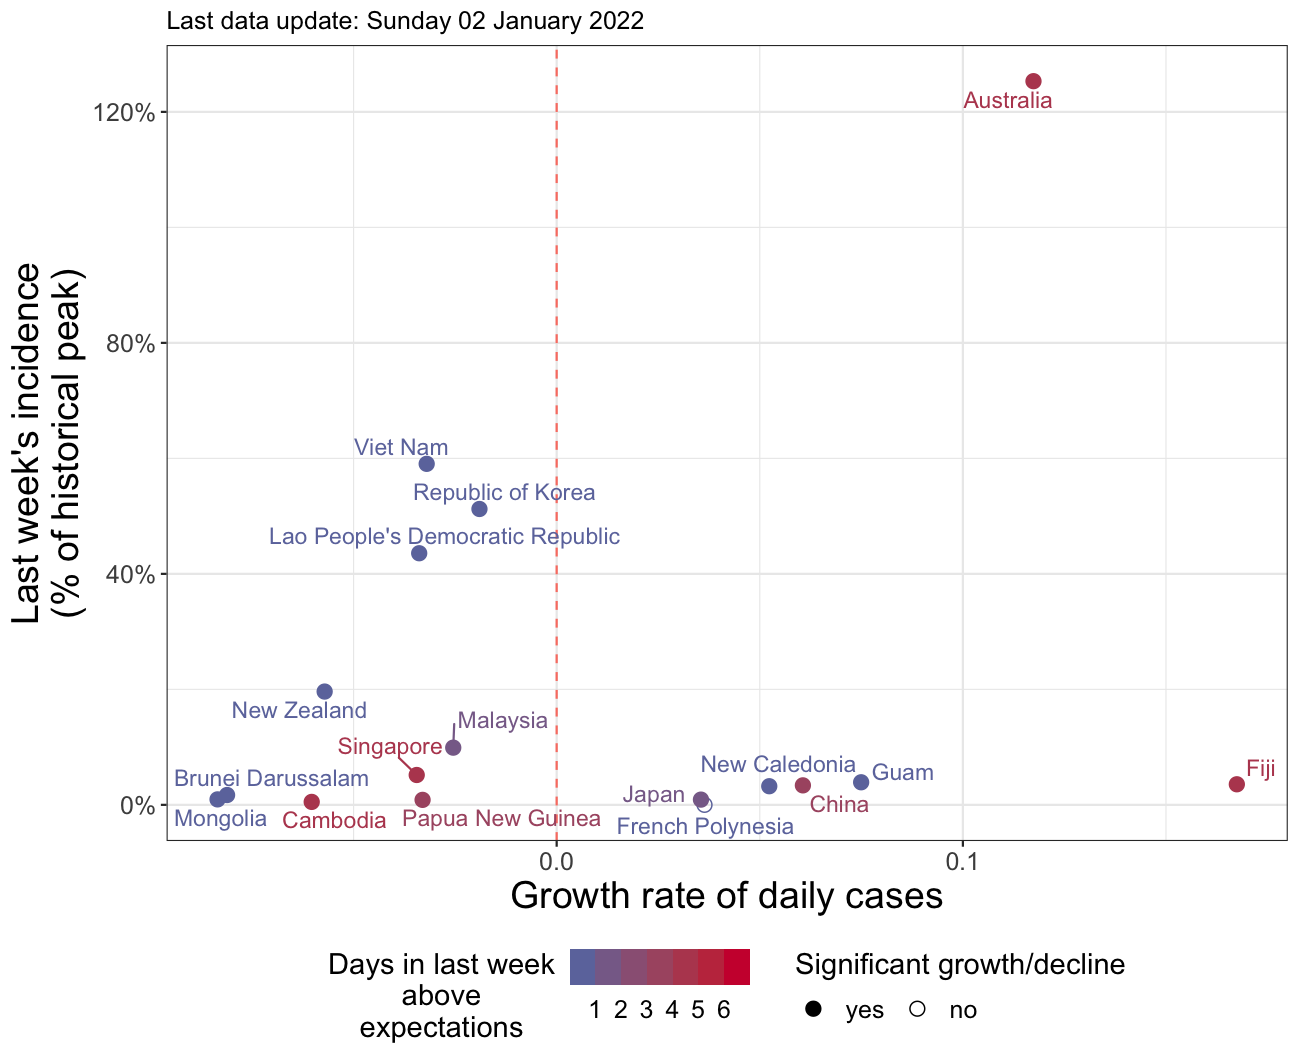 Last data update: Sunday 02 January 2022
Last week's incidence
(% of historical peak)
120%
80%
40%
0%
Australia
Viet Nam
Republic of Korea
Lao People's Democratic Republic
New Zealand
Malaysia
Singapore
Brunei Darussalam
Mongolia
Cambodia
Papua New Guinea
New Caledonia
Guam
Fiji
Japan
China
French Polynesia
0.0
0.1
Growth rate of daily cases
Days in last week
above
expectations
1 2 3 4 5 6
Significant growth/decline
yes
no